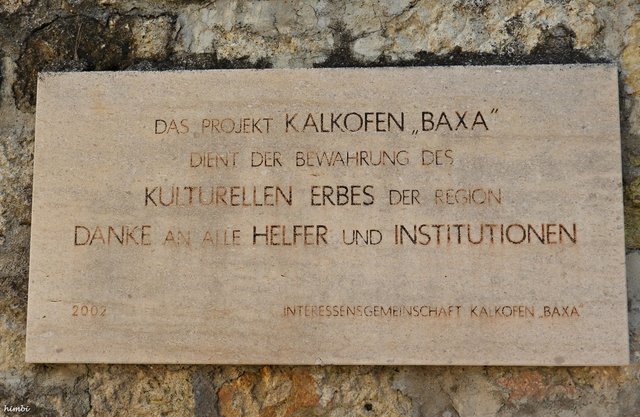 DAS PROJEKT KALKOFEN „BAXA"
DIENT DER BEWAHRUNG DES
KULTURELLEN ERBES DER REGION
DANKE AN ALLE HELFER UND INSTITUTIONEN
2002 INTERESSENSGEMEINSCHAFT KALKOFEN „BAXA"
himbi